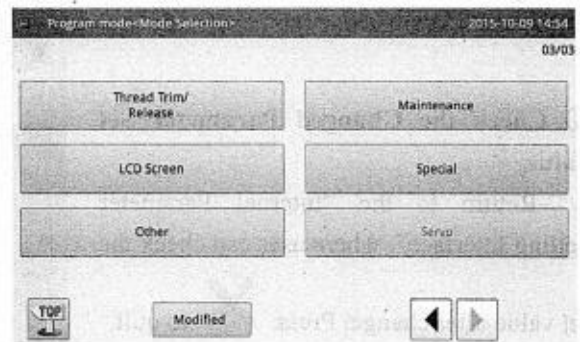 Program mode<Mode Selection>
2015-10-09 14:54
03/03
Thread Trim/
Release
Maintenance
LCD Screen
Special
Other
Servo
TOP
Modified